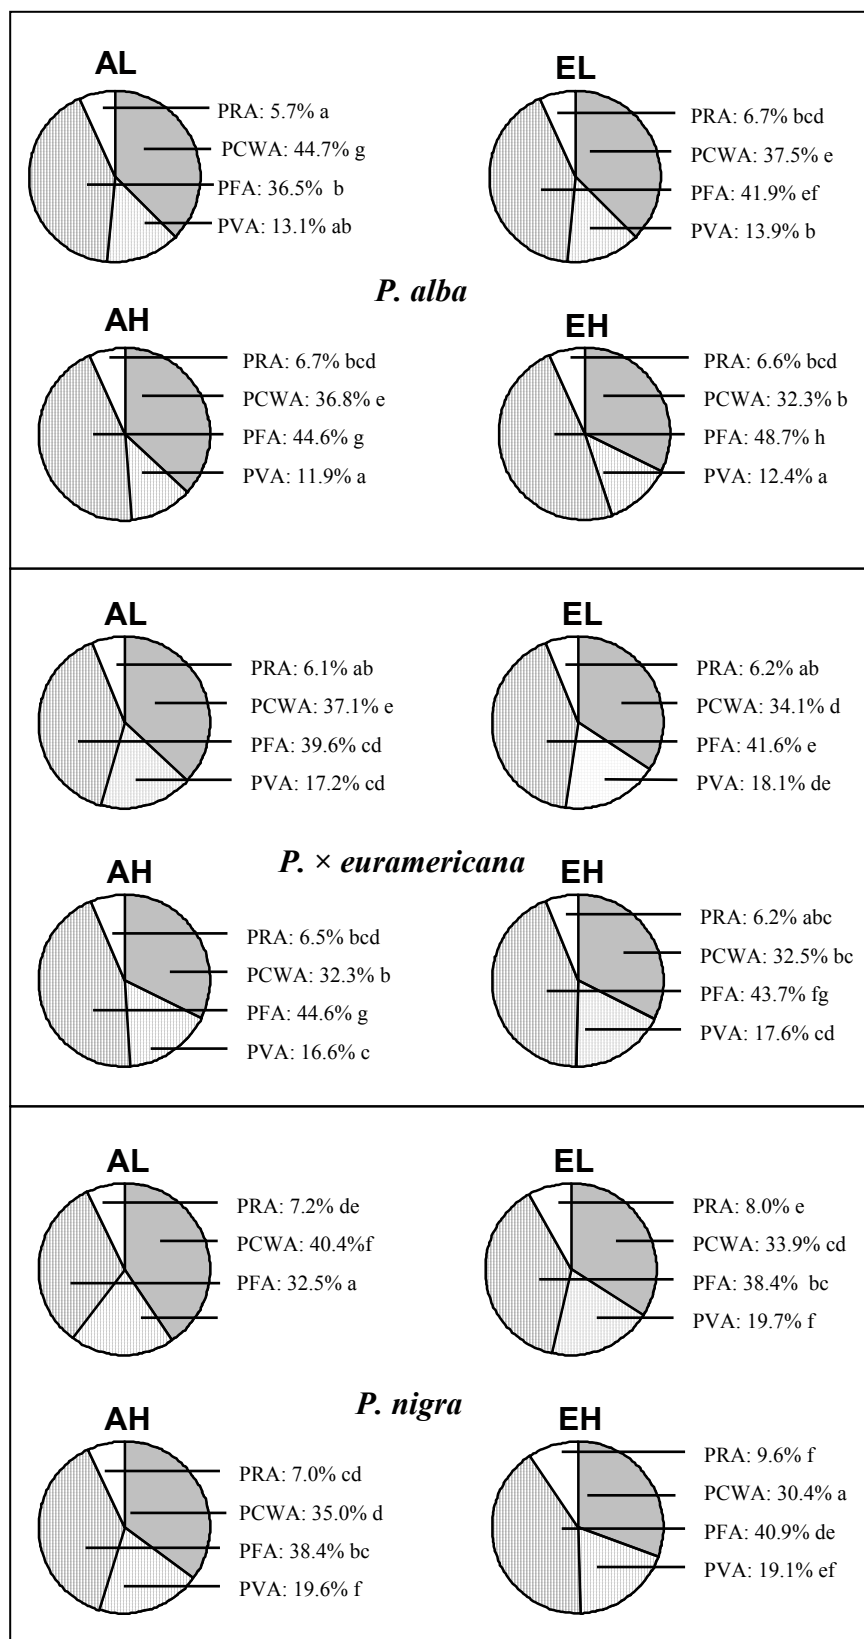 AL
PRA: 5.7% a
PCWA: 44.7% g
PFA: 36.5% b
PVA: 13.1% ab
EL
PRA: 6.7% bcd
PCWA: 37.5% e
PFA: 41.9% ef
PVA: 13.9% b
P. alba
AH
PRA: 6.7% bcd
PCWA: 36.8% e
PFA: 44.6% g
PVA: 11.9% a
EH
PRA: 6.6% bcd
PCWA: 32.3% b
PFA: 48.7% h
PVA: 12.4% a
AL
PRA: 6.1% ab
PCWA: 37.1% e
PFA: 39.6% cd
PVA: 17.2% cd
EL
PRA: 6.2% ab
PCWA: 34.1% d
PFA: 41.6% e
PVA: 18.1% de
P. × euramericana
AH
PRA: 6.5% bcd
PCWA: 32.3% b
PFA: 44.6% g
PVA: 16.6% c
EH
PRA: 6.2% abc
PCWA: 32.5% bc
PFA: 43.7% fg
PVA: 17.6% cd
AL
PRA: 7.2% de
PCWA: 40.4%f
PFA: 32.5% a
EL
PRA: 8.0% e
PCWA: 33.9% cd
PFA: 38.4% bc
PVA: 19.7% f
P. nigra
AH
PRA: 7.0% cd
PCWA: 35.0% d
PFA: 38.4% bc
PVA: 19.6% f
EH
PRA: 9.6% f
PCWA: 30.4% a
PFA: 40.9% de
PVA: 19.1% ef